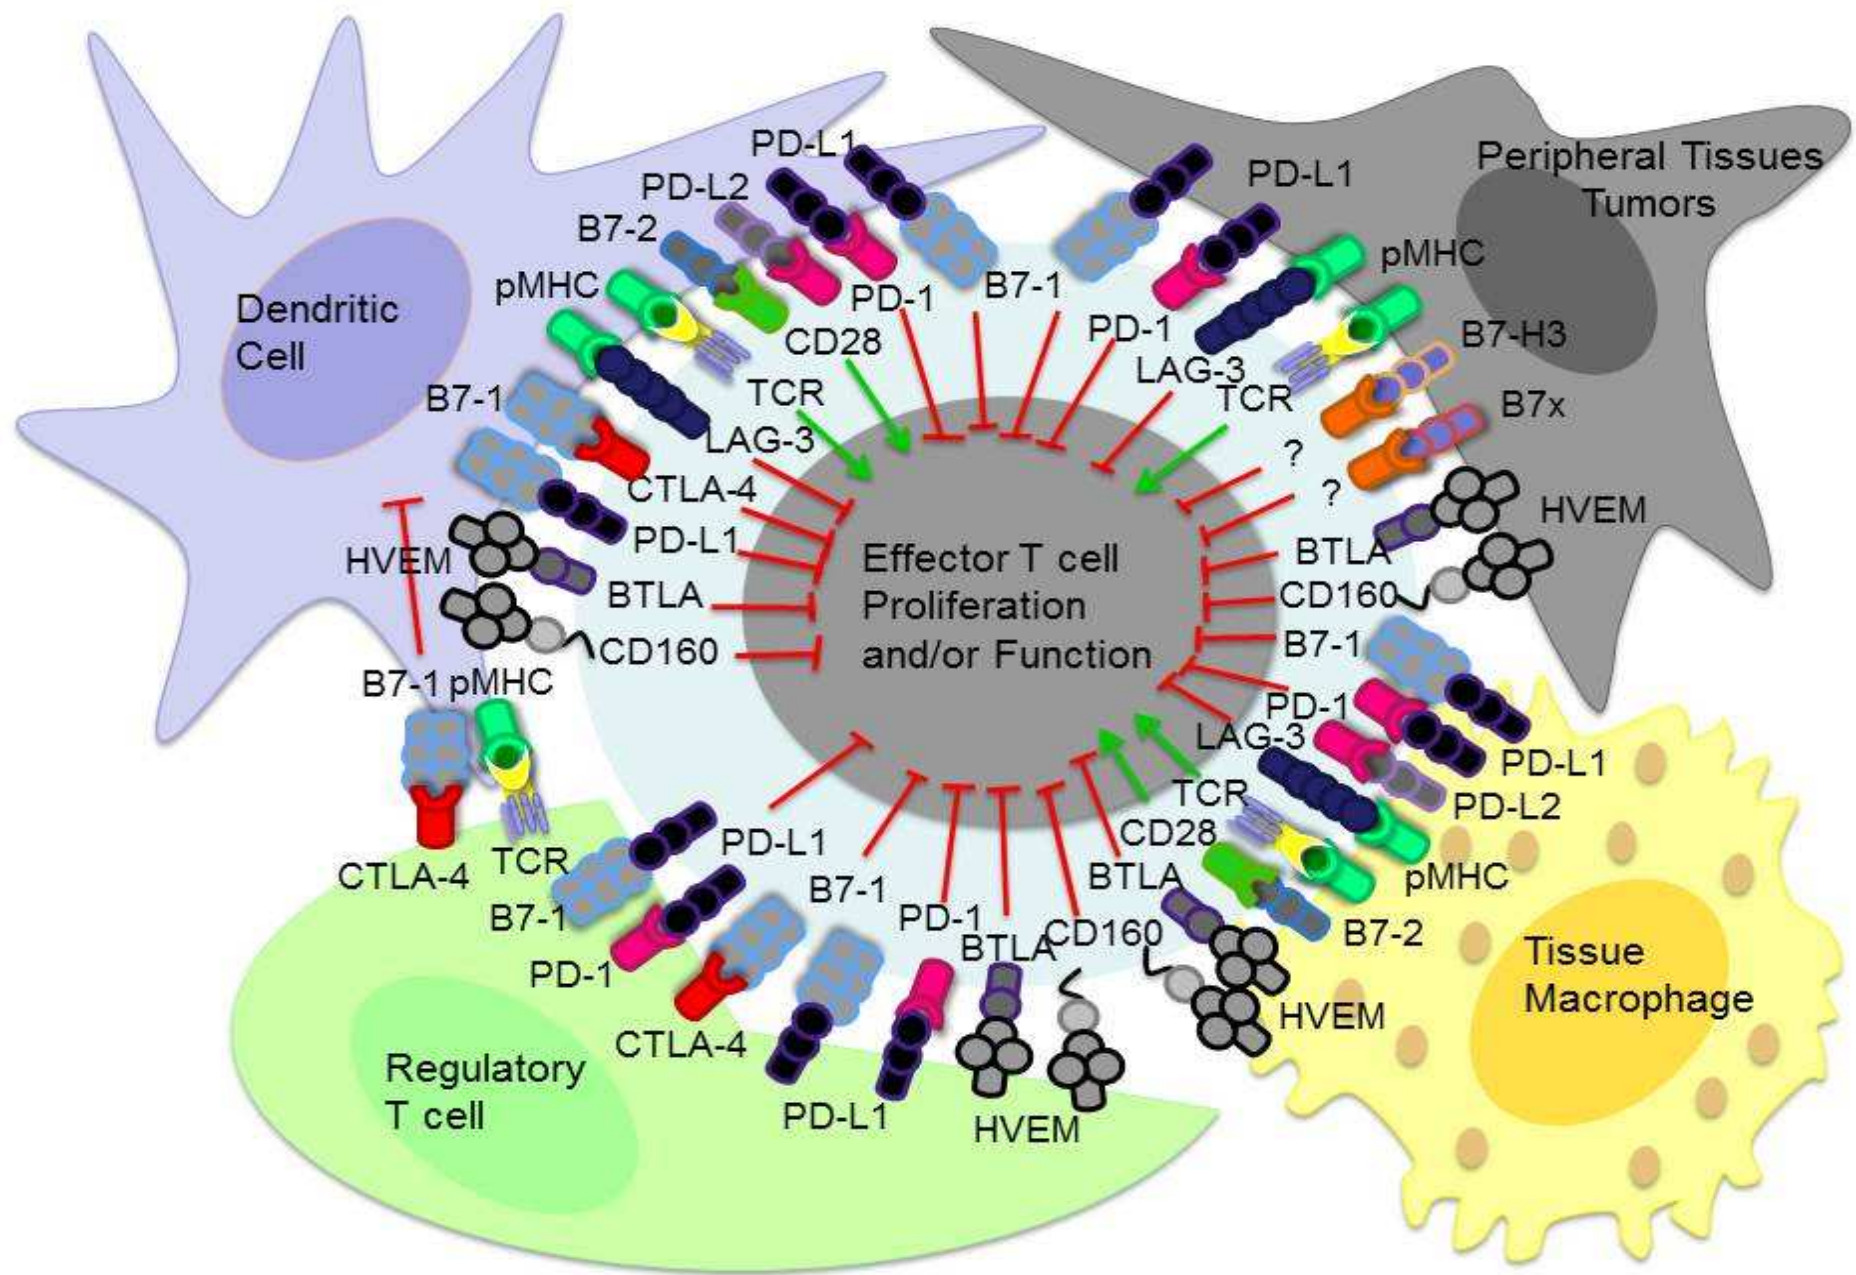 PD-L1
PD-L2
B7-2
pMHC
Dendritic
Cell
B7-1
PD-1
B7-1
CD28
TCR
LAG-3
CTLA-4
PD-L1
HVEM
BTLA
CD160
Peripheral Tissues
Tumors
PD-L1
pMHC
PD-1
LAG-3
TCR
B7-H3
B7x
?
?
HVEM
BTLA
CD160
B7-1
Effector T cell
Proliferation
and/or Function
PD-1
LAG-3
PD-L1
PD-L2
TCR
CD28
pMHC
BTLA
B7-2
CD160
HVEM
Tissue
Macrophage
B7-1
pMHC
CTLA-4
TCR
PD-L1
B7-1
B7-1
PD-1
PD-1
BTLA
CTLA-4
PD-L1
HVEM
Regulatory
T cell